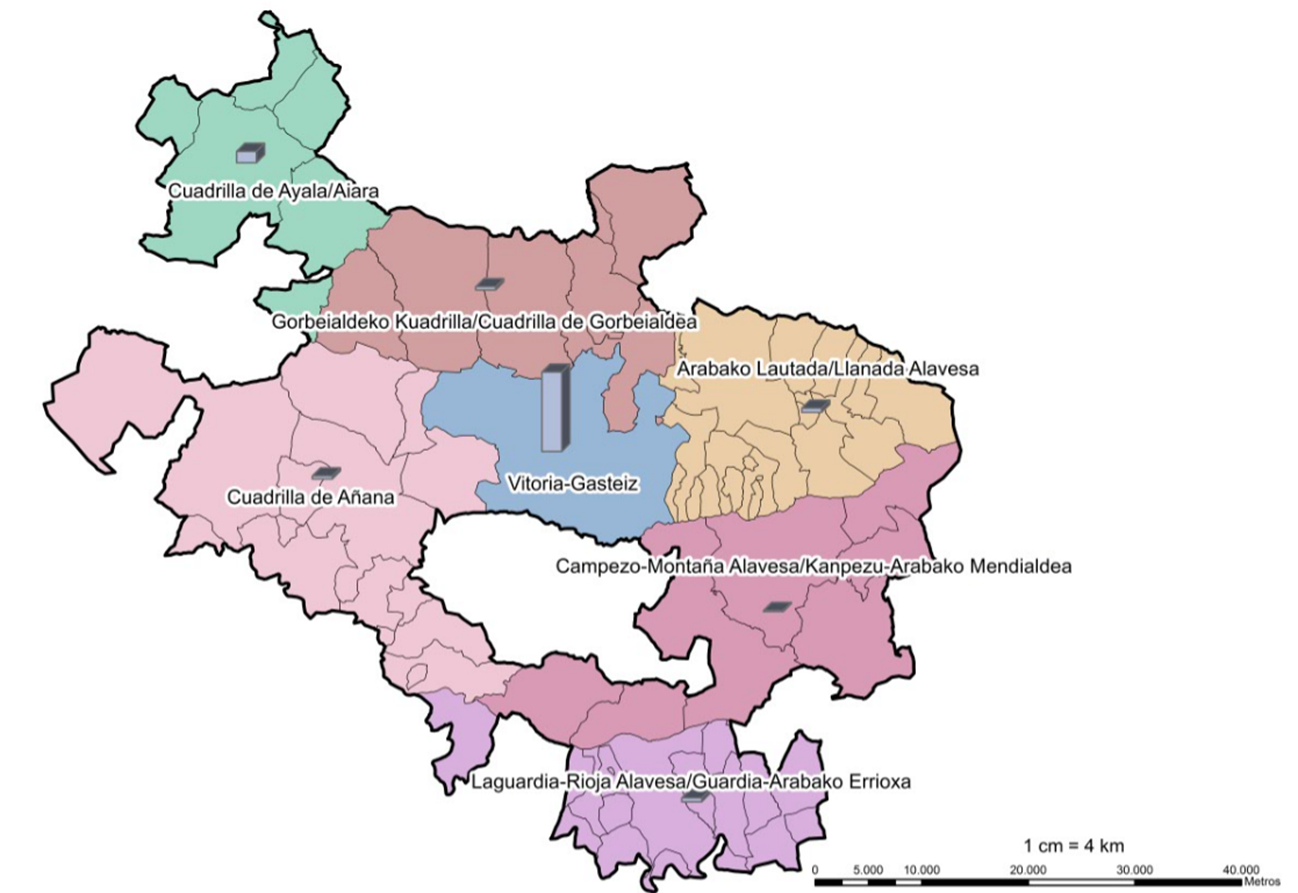 Cuadrilla de Ayala/Aiara
Gorbeialdeko Kuadrilla/Cuadrilla de Gorbeialdea
Arabako Lautada/Llanada Alavesa
Vitoria-Gasteiz
Cuadrilla de Añana
Campezo-Montaña Alavesa/Kanpezu-Arabako Mendialdea
Laguardia-Rioja Alavesa/Guardia-Arabako Errioxa
1 cm = 4 km
0 5.000 10.000 20.000 30.000 40.000
Metros